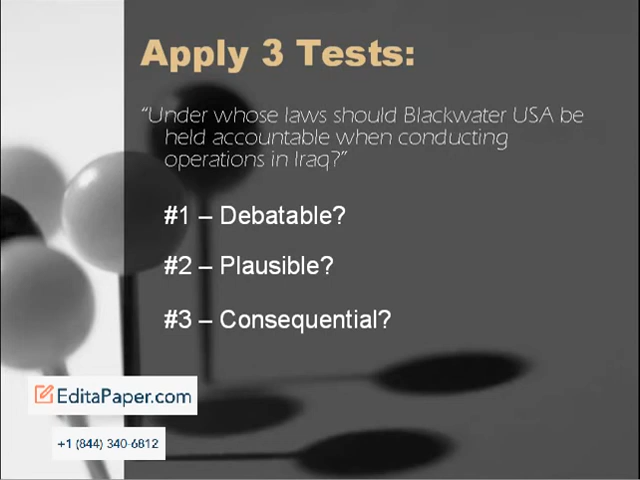 Apply 3 Tests:
“Under whose laws should Blackwater USA be
held accountable when conducting
operations in Iraq?”
#1 – Debatable?
#2 – Plausible?
#3 – Consequential?
EditaPaper.com
+1 (844) 340-6812